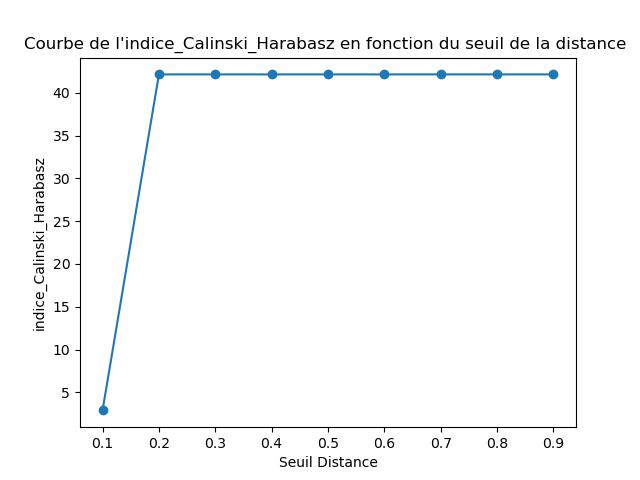 Courbe de l'indice_Calinski_Harabasz en fonction du seuil de la distance
indice_Calinski_Harabasz
40
35
30
25
20
15
10
5
0.1 0.2 0.3 0.4 0.5 0.6 0.7 0.8 0.9
Seuil Distance